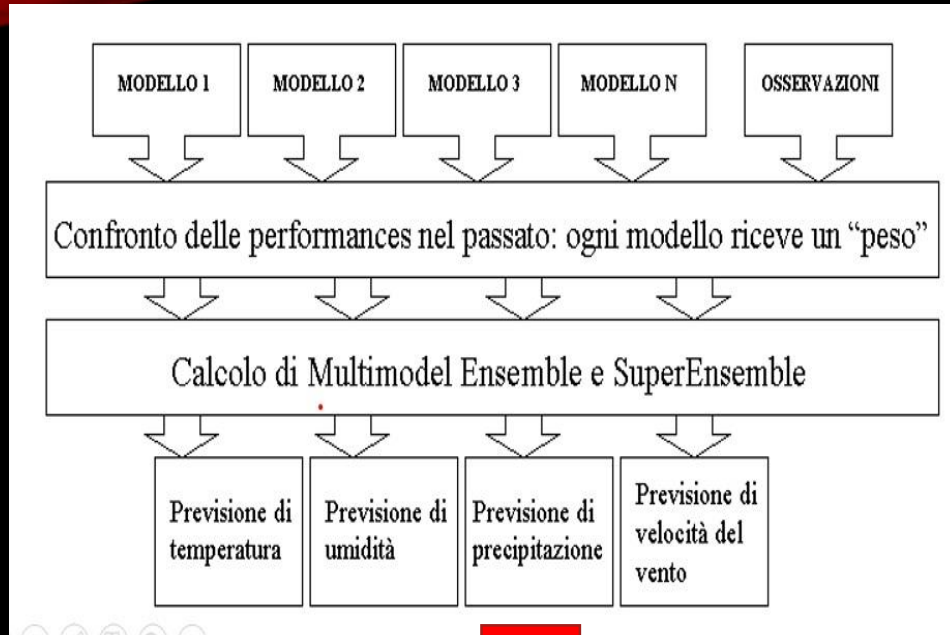 MODELLO 1
MODELLO 2
MODELLO 3
MODELLO N
OSSERVAZIONI
Confronto delle performances nel passato: ogni modello riceve un “peso”
Calcolo di Multimodel Ensemble e SuperEnsemble
Previsione di
temperatura
Previsione di
umidità
Previsione di
precipitazione
Previsione di
velocità del
vento